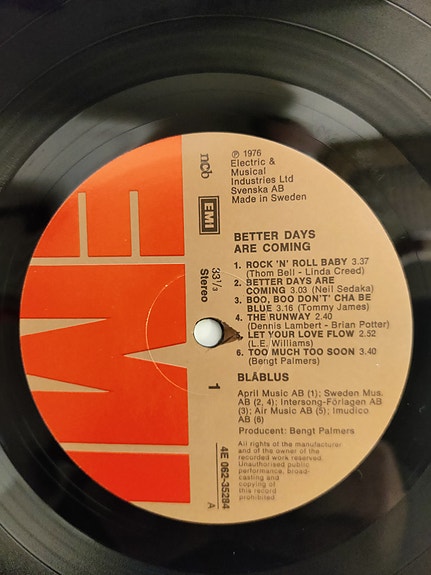 EMI
ncb
EMI
33 1/3
Stereo
1
4E 062-35284
A
℗ 1976
Electric &
Musical
Industries Ltd
Svenska AB
Made in Sweden
BETTER DAYS
ARE COMING
1. ROCK 'N' ROLL BABY 3.37
(Thom Bell - Linda Creed)
2. BETTER DAYS ARE
COMING 3.03 (Neil Sedaka)
3. BOO, BOO DON'T' CHA BE
BLUE 3.16 (Tommy James)
4. THE RUNWAY 2.40
(Dennis Lambert - Brian Potter)
5. LET YOUR LOVE FLOW 2.52
(L.E. Williams)
6. TOO MUCH TOO SOON 3.40
(Bengt Palmers)
BLÅBLUS
April Music AB (1); Sweden Mus.
AB (2, 4); Intersong-Förlagen AB
(3); Air Music AB (5); Imudico
AB (6)
Producer: Bengt Palmers
All rights of the manufacturer
and of the owner of the
recorded work reserved.
Unauthorised public
performance, broad-
casting and
copying of
this record
prohibited